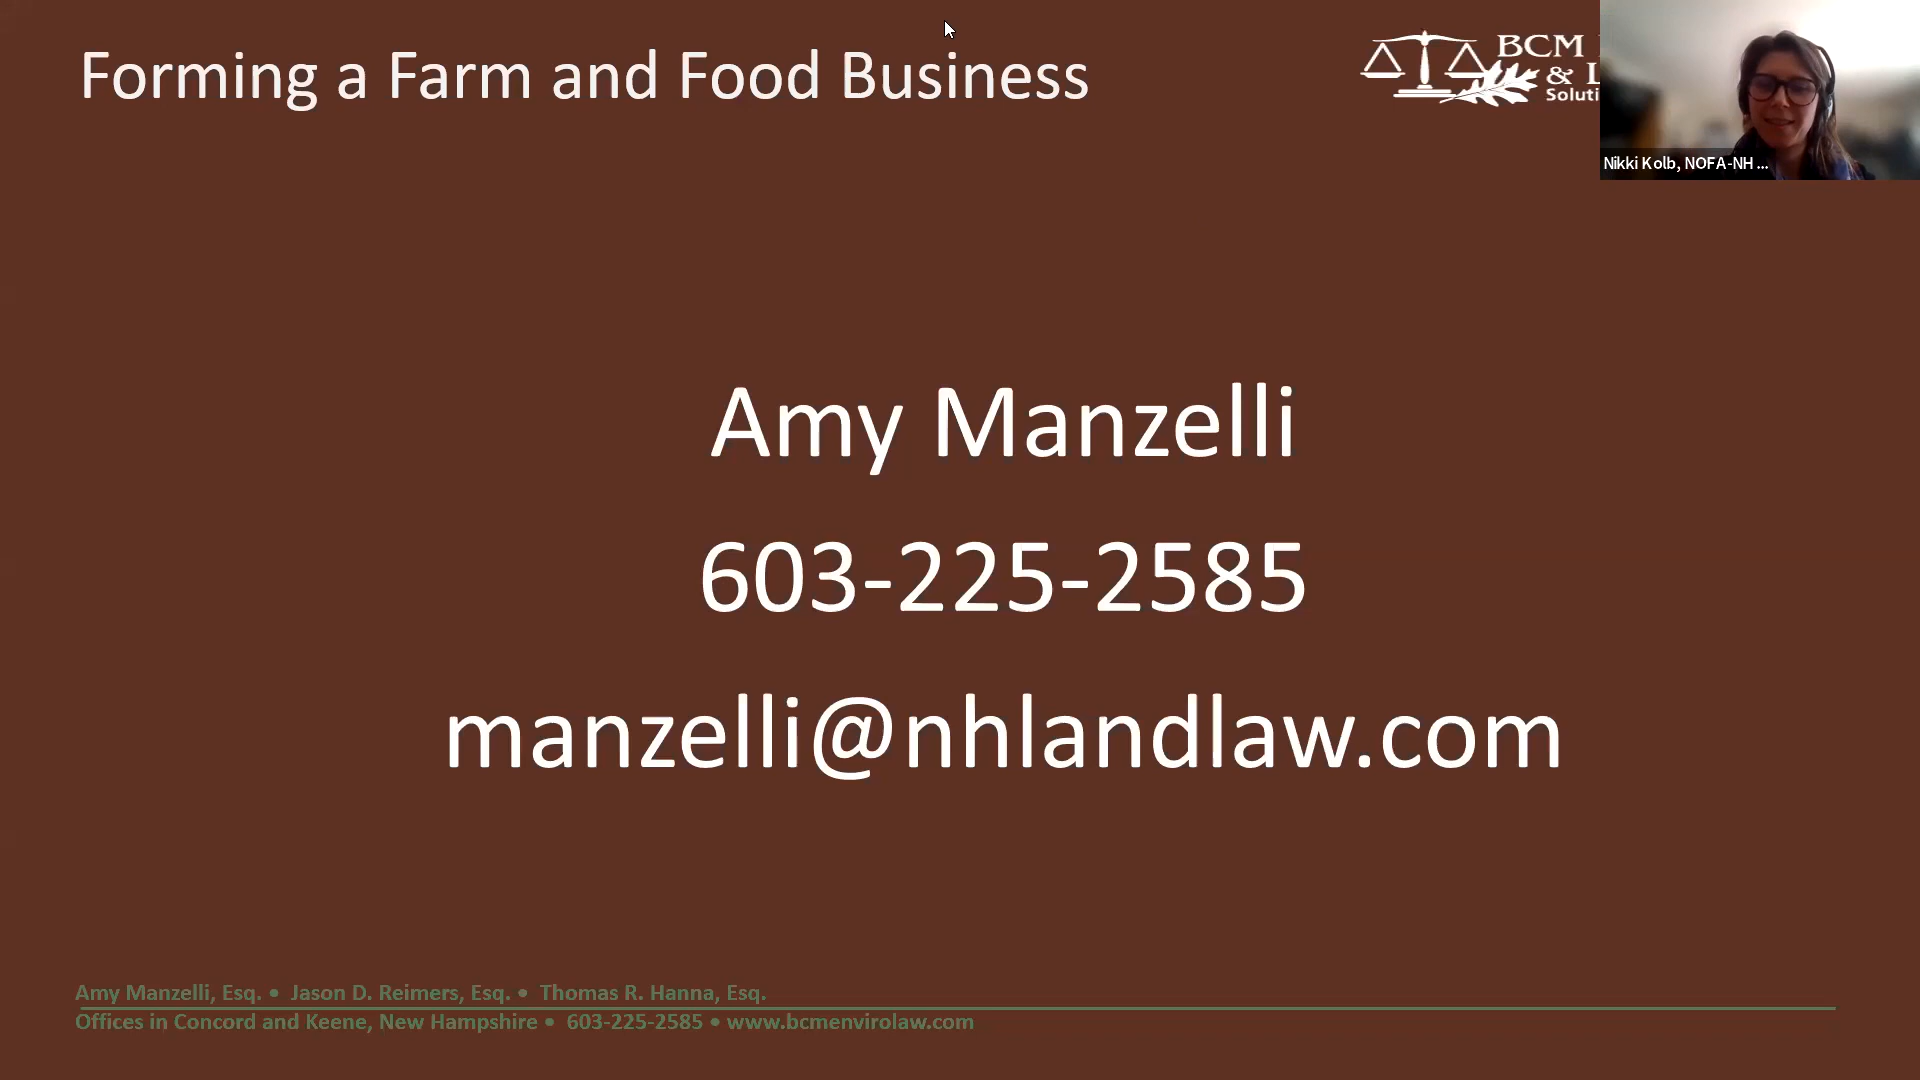 Forming a Farm and Food Business
BCM
& L
Soluti
Nikki Kolb, NOFA-NH ...
Amy Manzelli
603-225-2585
manzelli@nhlandlaw.com
Amy Manzelli, Esq. • Jason D. Reimers, Esq. • Thomas R. Hanna, Esq.
Offices in Concord and Keene, New Hampshire • 603-225-2585 • www.bcmenvirolaw.com